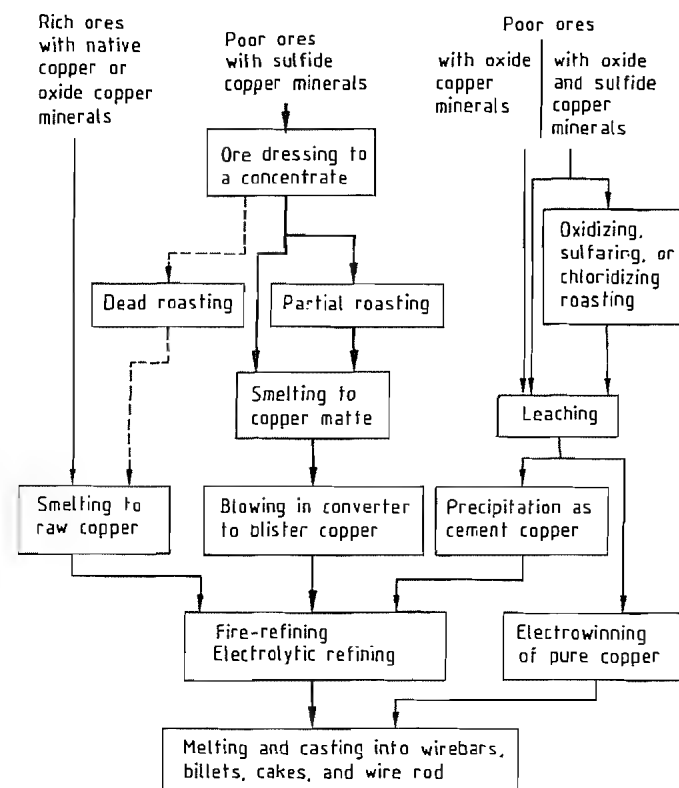 Rich ores
with native
copper or
oxide copper
minerals
Poor ores
with sulfide
copper minerals
Poor ores
with oxide
copper
minerals
with oxide
and sulfide
copper
minerals
Ore dressing to
a concentrate
Oxidizing,
sulfaring, or
chloridizing
roasting
Dead roasting
Partial roasting
Smelting to
copper matte
Leaching
Smelting to
raw copper
Blowing in converter
to blister copper
Precipitation as
cement copper
Fire-refining
Electrolytic refining
Electrowinning
of pure copper
Melting and casting into wirebars,
billets, cakes, and wire rod